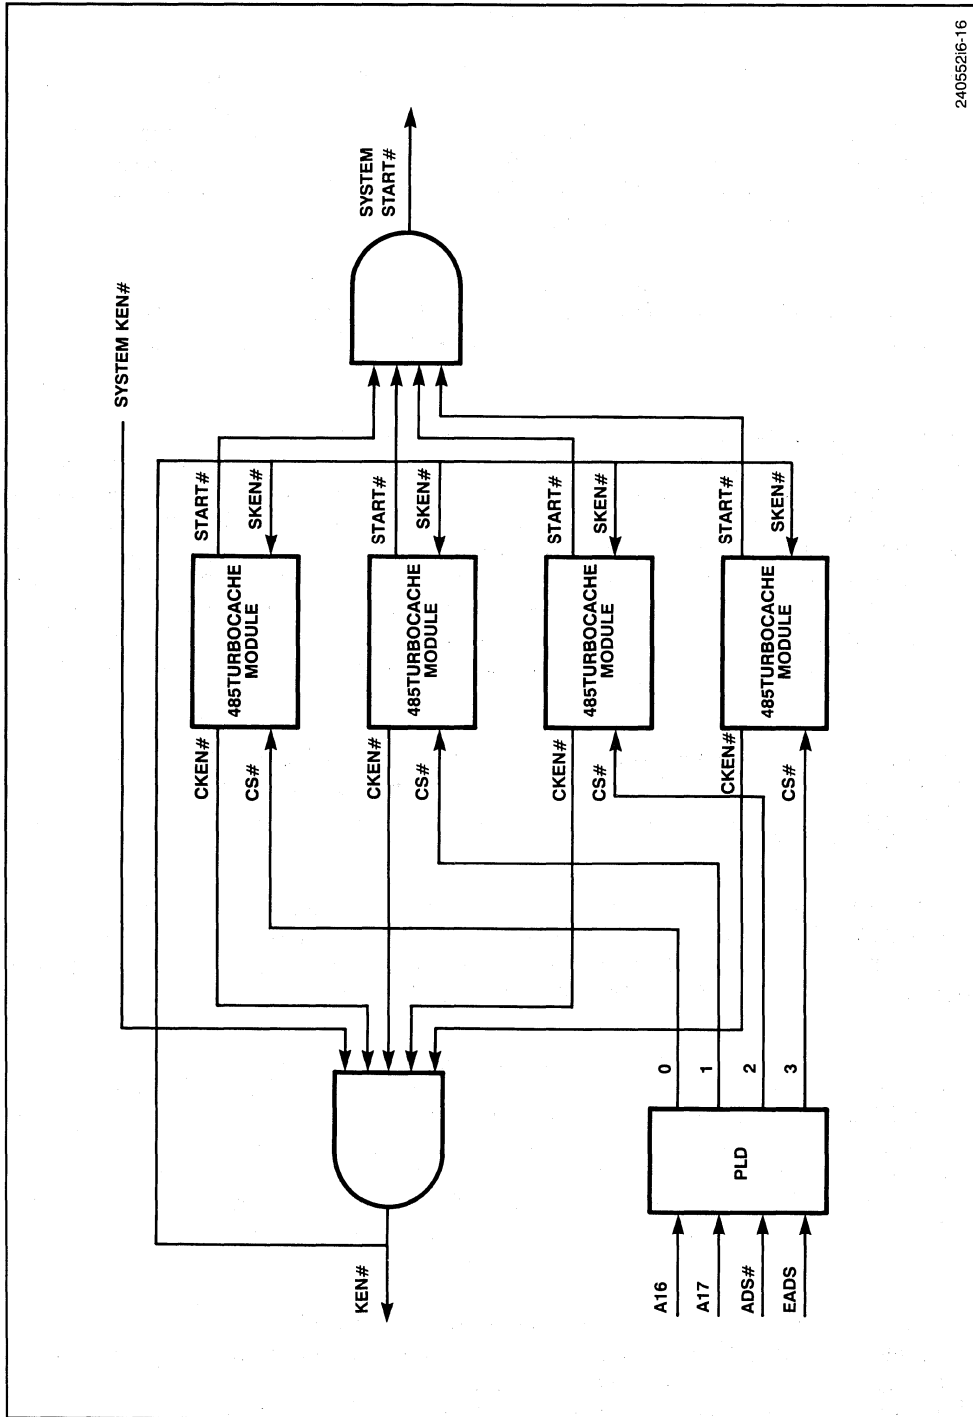 240552i6-16
SYSTEM KEN#
SYSTEM
START#
START#
SKEN#
START#
SKEN#
START#
SKEN#
START#
SKEN#
485TURBOCACHE
MODULE
485TURBOCACHE
MODULE
485TURBOCACHE
MODULE
485TURBOCACHE
MODULE
CKEN#
CS#
CKEN#
CS#
CKEN#
CS#
CKEN#
CS#
0
1
2
3
PLD
KEN#
A16
A17
ADS#
EADS